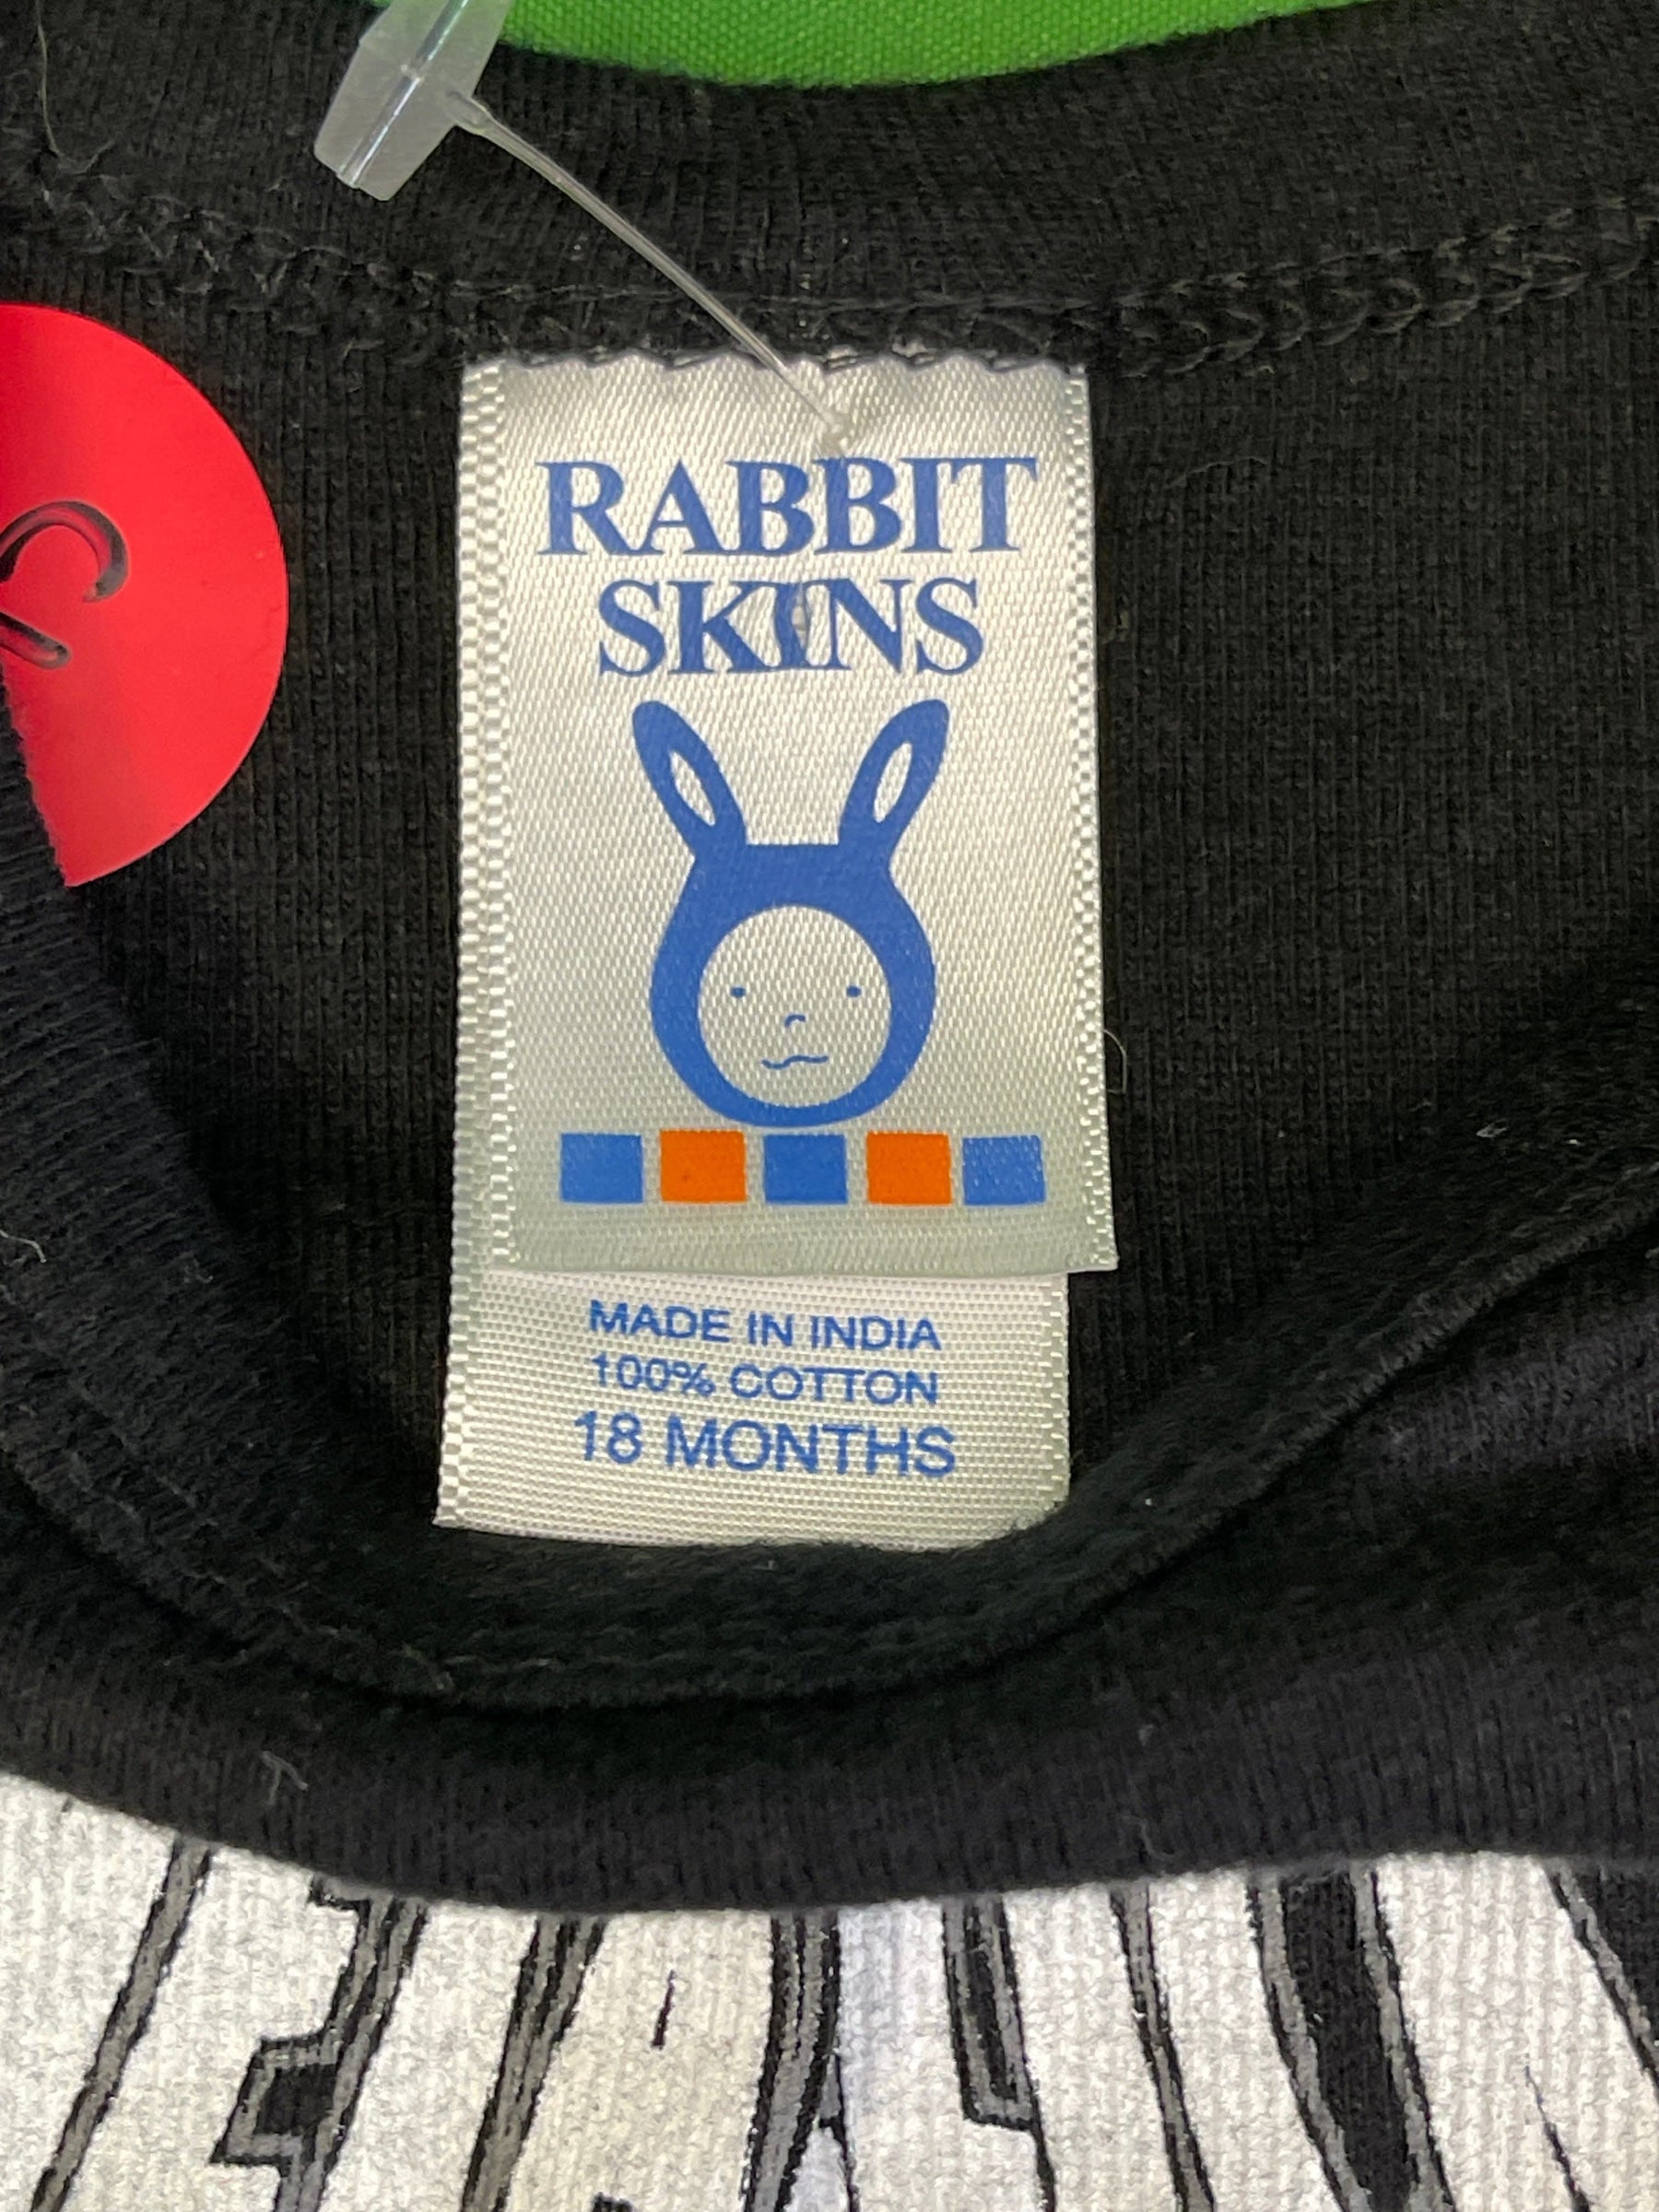 RABBIT
SKINS
MADE IN INDIA
100% COTTON
18 MONTHS